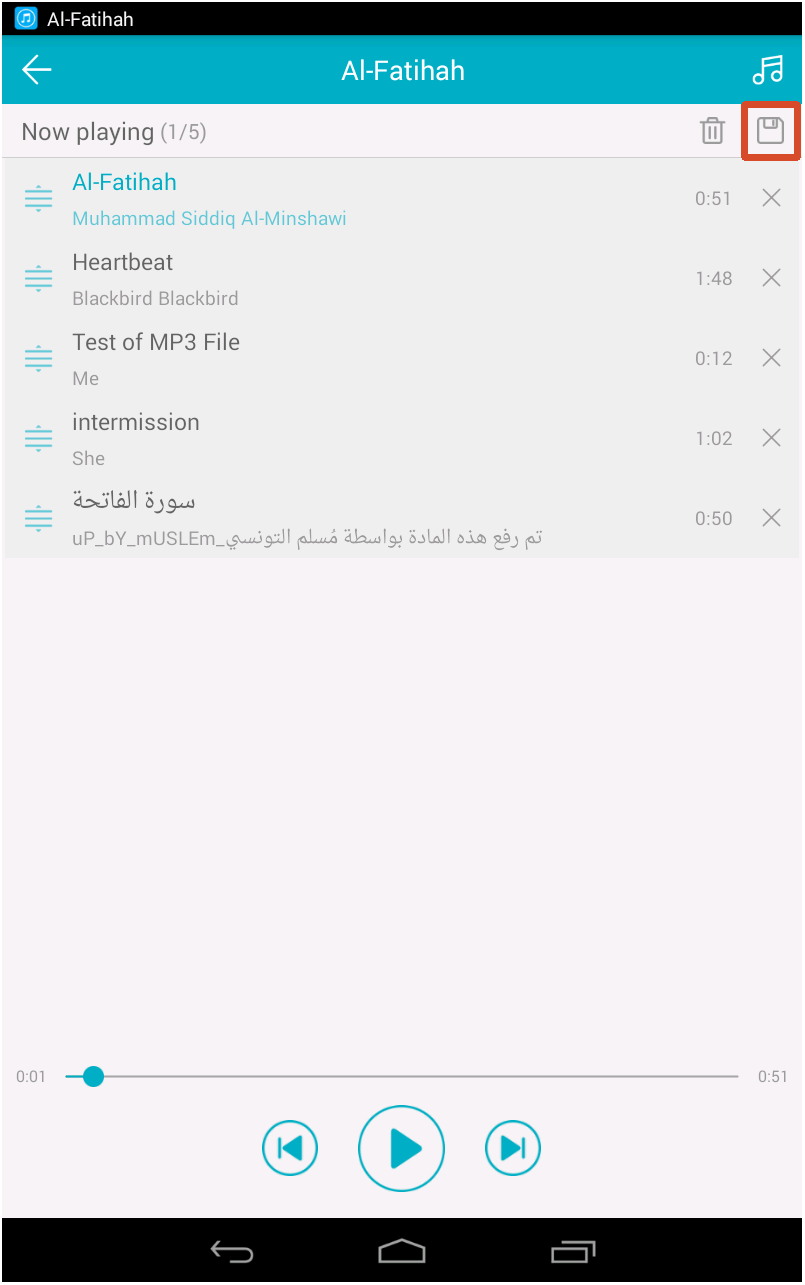 Al-Fatihah
Al-Fatihah
Now playing (1/5)
Al-Fatihah
0:51
Muhammad Siddiq Al-Minshawi
Heartbeat
1:48
Blackbird Blackbird
Test of MP3 File
0:12
Me
intermission
1:02
She
سورة الفاتحة
0:50
uP_bY_mUSLEm_تم رفع هذه المادة بواسطة مُسلم التونسي
0:01
0:51